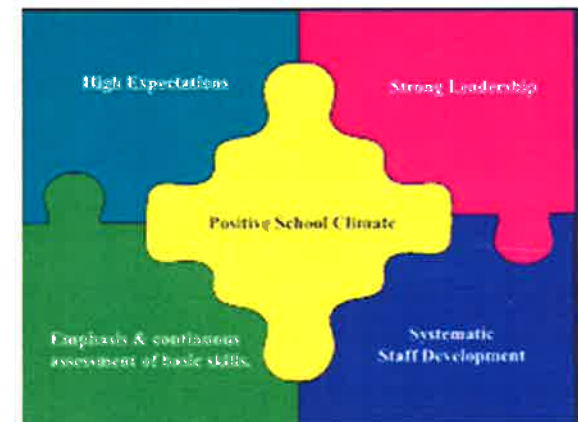 High Expectations
Strong Leadership
Positive School Climate
Emphasis & continuous
assessment of basic skills.
Systematic
Staff Development